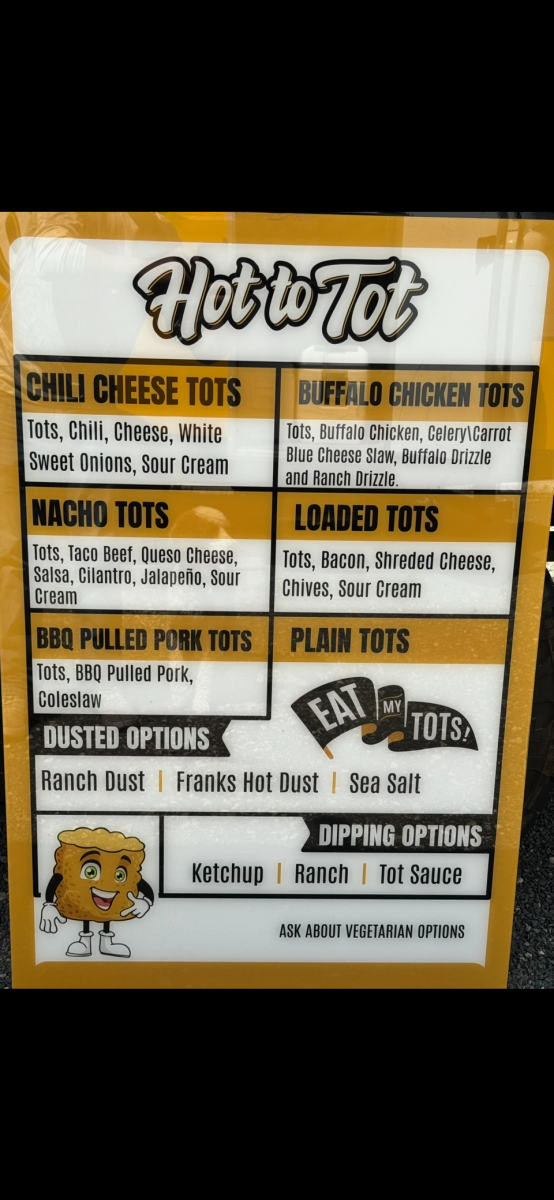 Hot to Tot
CHILI CHEESE TOTS
Tots, Chili, Cheese, White
Sweet Onions, Sour Cream
BUFFALO CHICKEN TOTS
Tots, Buffalo Chicken, Celery\Carrot
Blue Cheese Slaw, Buffalo Drizzle
and Ranch Drizzle.
NACHO TOTS
Tots, Taco Beef, Queso Cheese,
Salsa, Cilantro, Jalapeño, Sour
Cream
LOADED TOTS
Tots, Bacon, Shreded Cheese,
Chives, Sour Cream
BBQ PULLED PORK TOTS
Tots, BBQ Pulled Pork,
Coleslaw
PLAIN TOTS
EAT MY TOTS!
DUSTED OPTIONS
Ranch Dust | Franks Hot Dust | Sea Salt
DIPPING OPTIONS
Ketchup | Ranch | Tot Sauce
ASK ABOUT VEGETARIAN OPTIONS